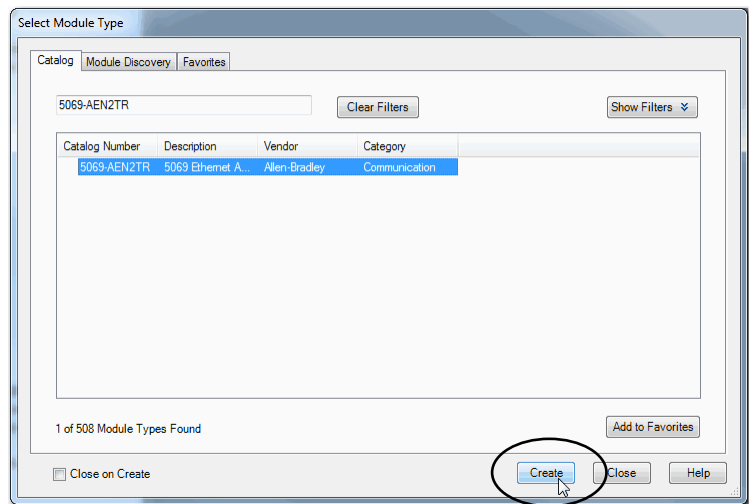 Select Module Type
Catalog Module Discovery Favorites
5069-AEN2TR Clear Filters Show Filters
Catalog Number Description Vendor Category
5069-AEN2TR 5069 Ethernet A... Allen-Bradley Communication
1 of 508 Module Types Found Add to Favorites
Close on Create Create Close Help